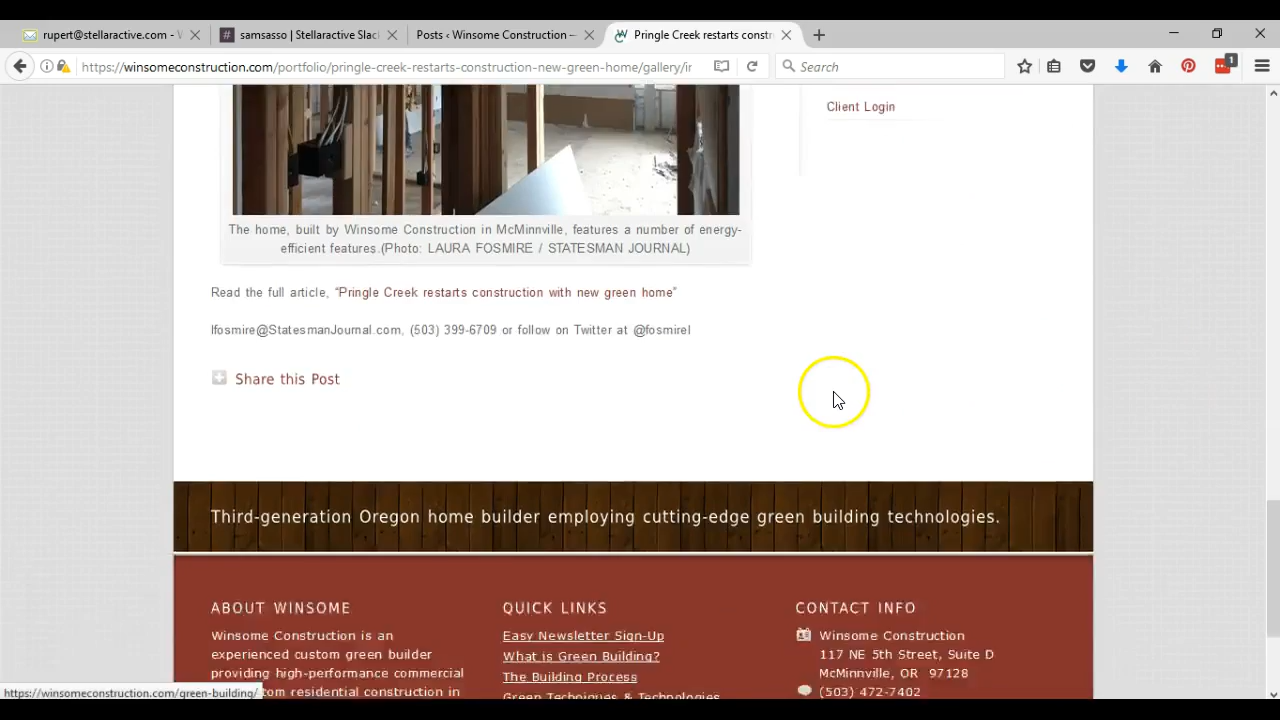 rupert@stellaractive.com - W
samsasso | Stellaractive Slac
Posts ‹ Winsome Construction —
Pringle Creek restarts constr
https://winsomeconstruction.com/portfolio/pringle-creek-restarts-construction-new-green-home/gallery/ir
Search
1
Client Login
The home, built by Winsome Construction in McMinnville, features a number of energy-
efficient features.(Photo: LAURA FOSMIRE / STATESMAN JOURNAL)
Read the full article, “Pringle Creek restarts construction with new green home”
lfosmire@StatesmanJournal.com, (503) 399-6709 or follow on Twitter at @fosmirel
Share this Post
Third-generation Oregon home builder employing cutting-edge green building technologies.
ABOUT WINSOME
Winsome Construction is an
experienced custom green builder
providing high-performance commercial
tom residential construction in
QUICK LINKS
Easy Newsletter Sign-Up
What is Green Building?
The Building Process
Green Techniques & Technologies
CONTACT INFO
Winsome Construction
117 NE 5th Street, Suite D
McMinnville, OR 97128
(503) 472-7402
https://winsomeconstruction.com/green-building/